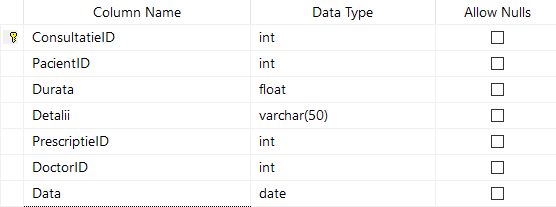 Column Name Data Type Allow Nulls
ConsultatieID int
PacientID int
Durata float
Detalii varchar(50)
PrescriptieID int
DoctorID int
Data date